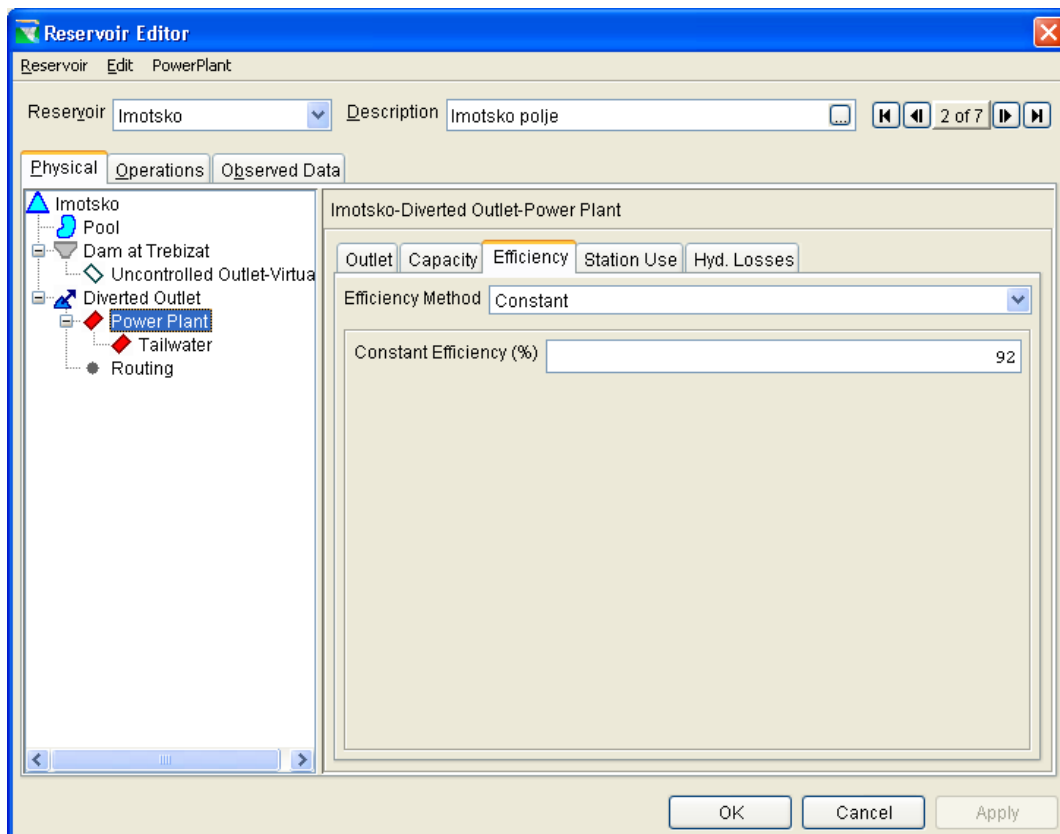 Reservoir Editor
Reservoir Edit PowerPlant
Reservoir Imotsko Description Imotsko polje ... 2 of 7
Physical Operations Observed Data
Imotsko
Pool
Dam at Trebizat
Uncontrolled Outlet-Virtua
Diverted Outlet
Power Plant
Tailwater
Routing
Imotsko-Diverted Outlet-Power Plant
Outlet Capacity Efficiency Station Use Hyd. Losses
Efficiency Method Constant
Constant Efficiency (%) 92
OK Cancel Apply